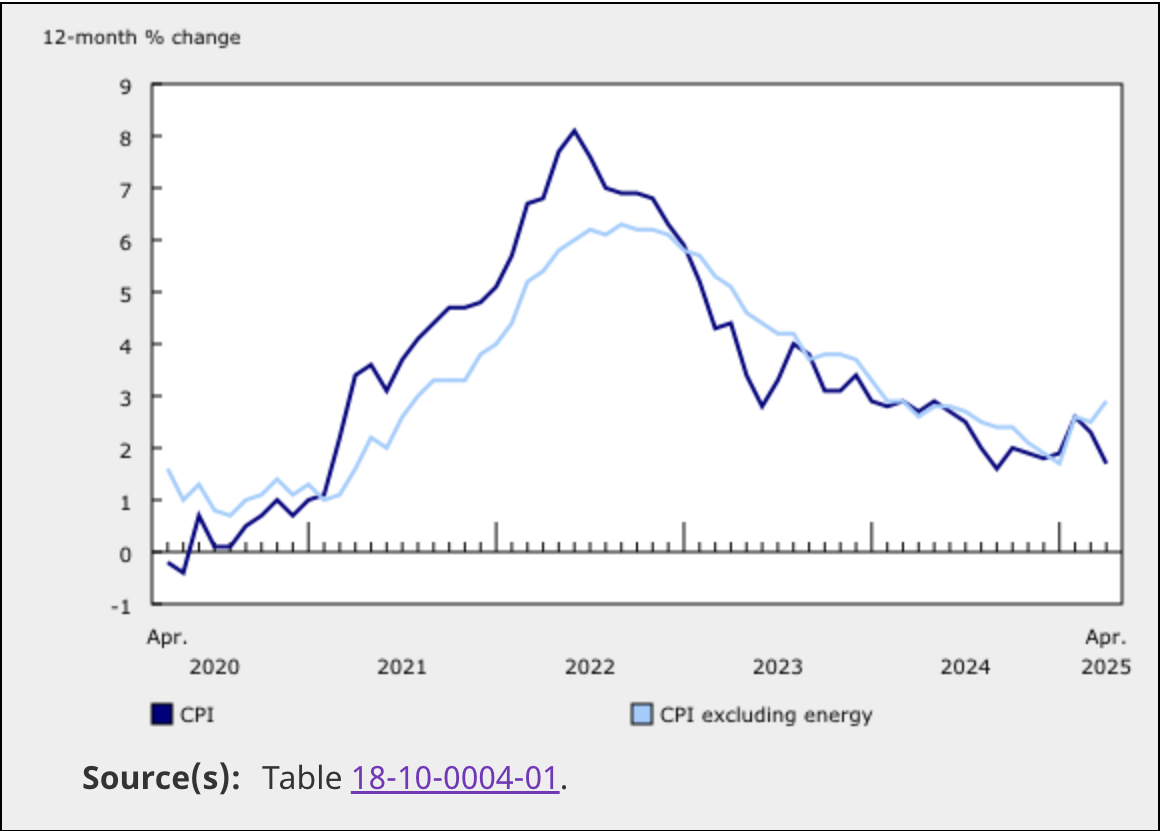 12-month % change
9
8
7
6
5
4
3
2
1
0
-1
Apr. Apr.
2020 2021 2022 2023 2024 2025
CPI CPI excluding energy
Source(s): Table 18-10-0004-01.